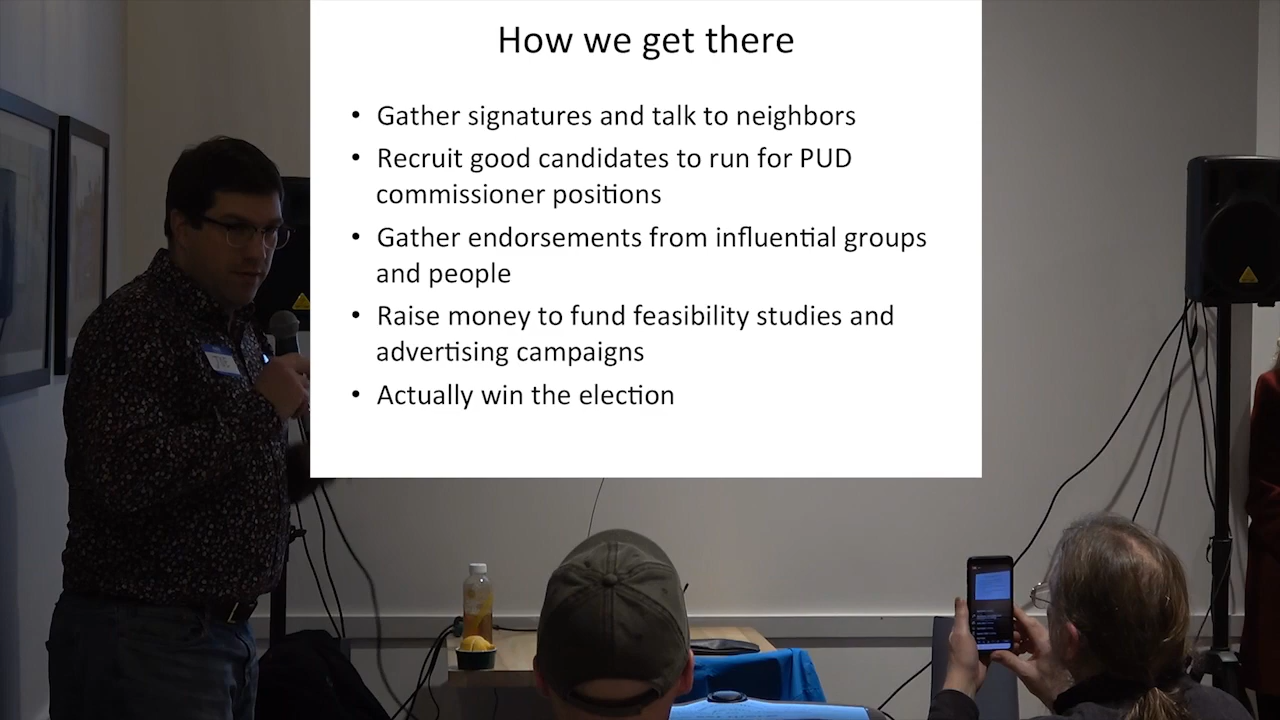 How we get there
• Gather signatures and talk to neighbors
• Recruit good candidates to run for PUD
commissioner positions
• Gather endorsements from influential groups
and people
• Raise money to fund feasibility studies and
advertising campaigns
• Actually win the election